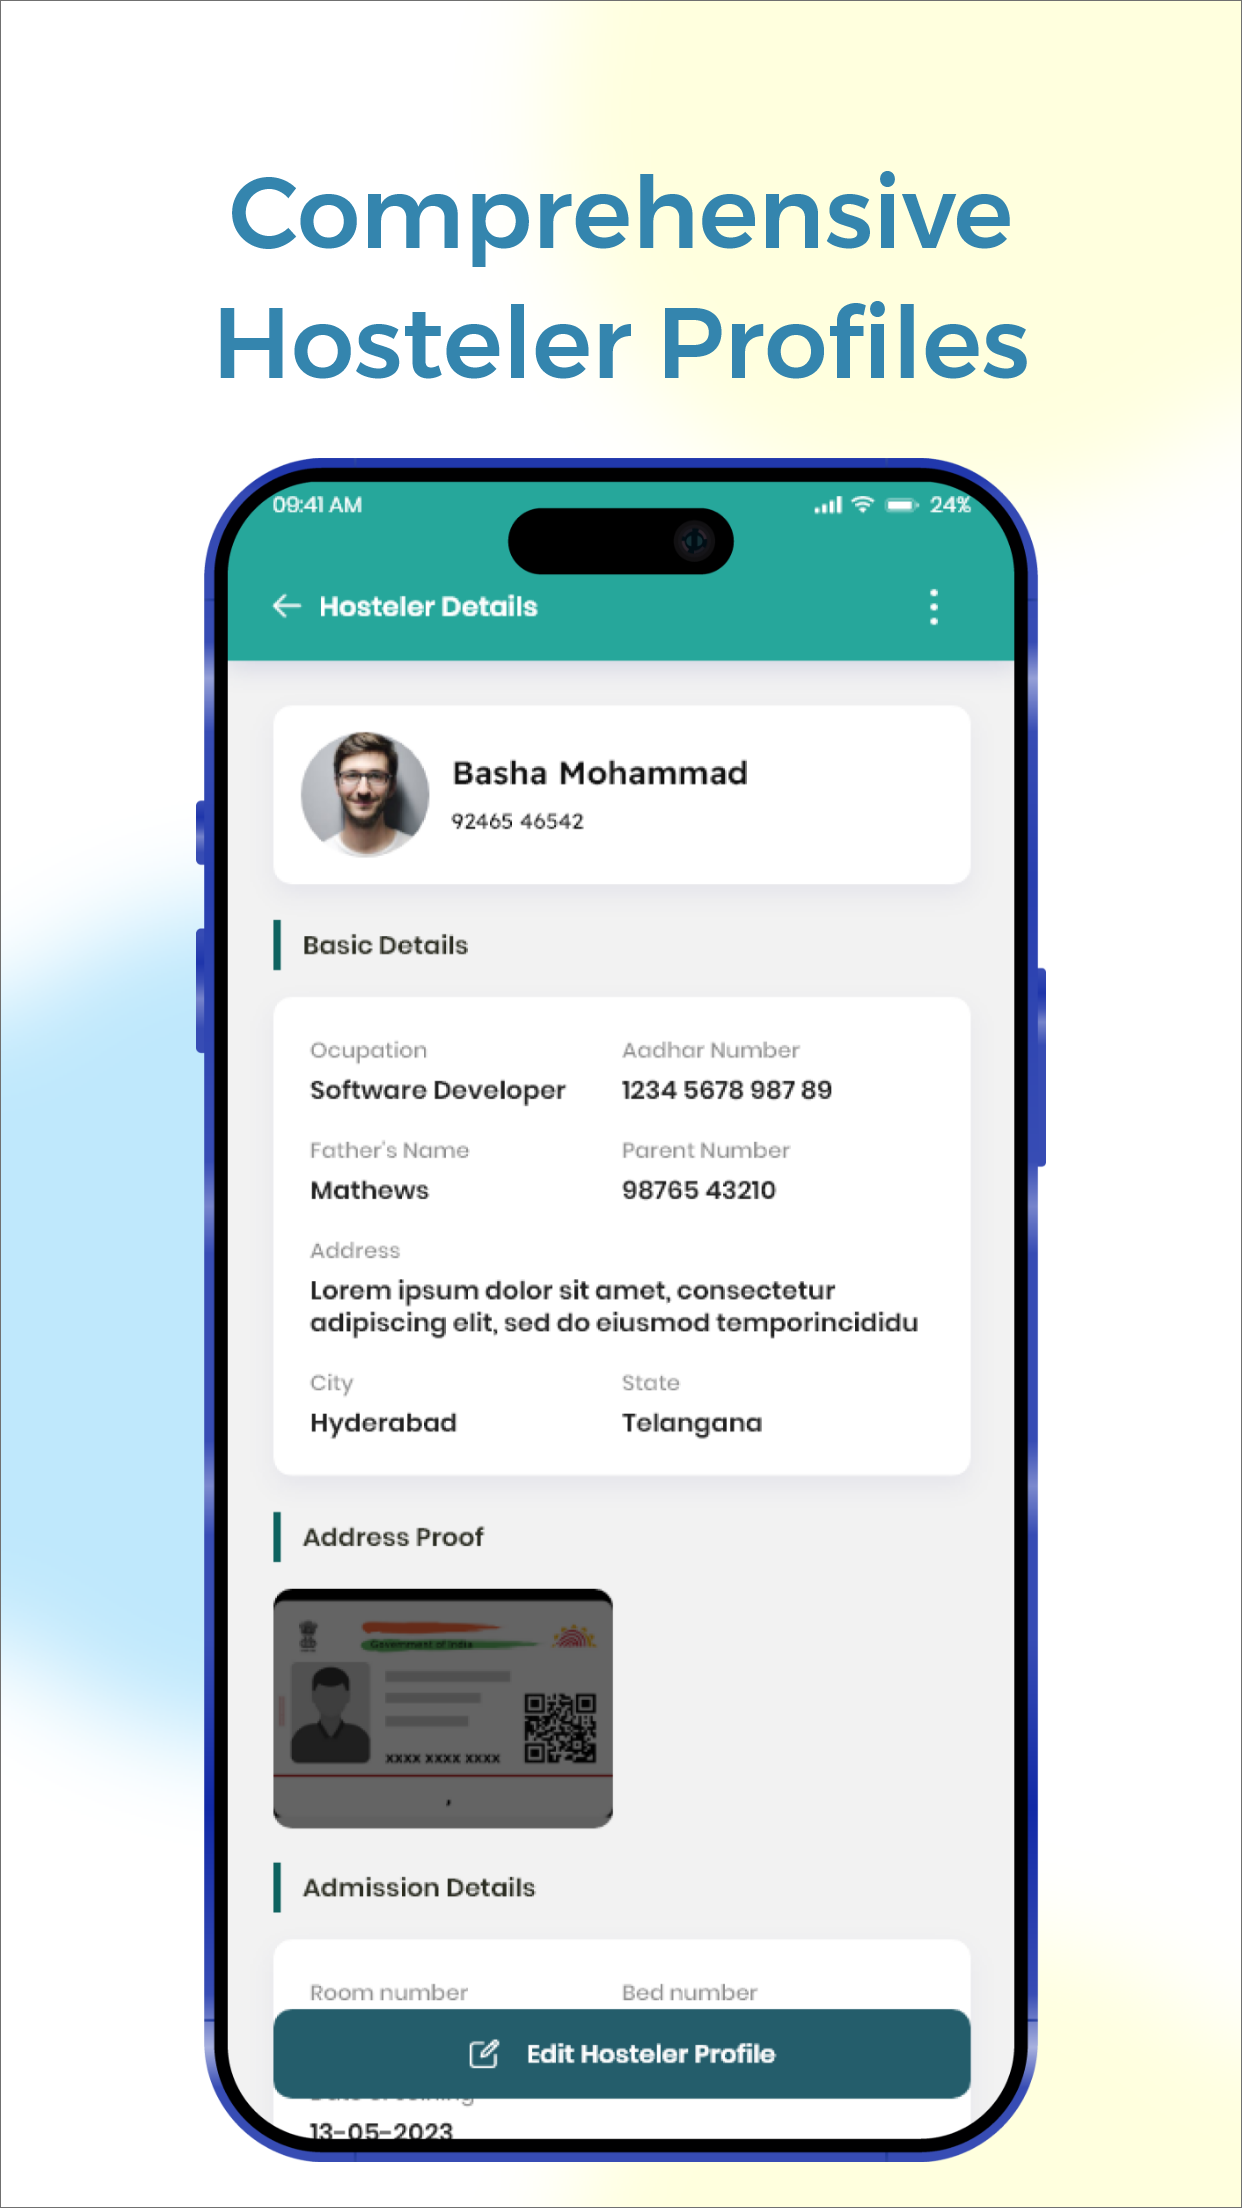 Comprehensive
Hosteler Profiles
09:41 AM
24%
Hosteler Details
Basha Mohammad
92465 46542
Basic Details
Ocupation
Aadhar Number
Software Developer
1234 5678 987 89
Father's Name
Parent Number
Mathews
98765 43210
Address
Lorem ipsum dolor sit amet, consectetur
adipiscing elit, sed do eiusmod temporincididu
City
State
Hyderabad
Telangana
Address Proof
Government of India
XXXX XXXX XXXX
Admission Details
Room number
Bed number
Edit Hosteler Profile
13-05-2023